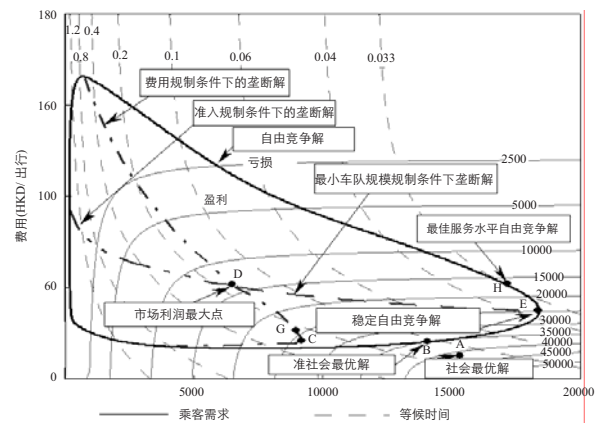 180
1.2
0.4
0.8
0.2
0.1
0.06
0.04
0.033
费用规制条件下的垄断解
160
准入规制条件下的垄断解
自由竞争解
亏损
最小车队规模规制条件下垄断解
2500
100
盈利
5000
最佳服务水平自由竞争解
10000
费用(HKD/ 出行)
60
D
H
15000
20000
E
市场利润最大点
稳定自由竞争解
30000
G
C
35000
B
A
40000
准社会最优解
社会最优解
45000
50000
0
5000
10000
15000
20000
乘客需求
等候时间